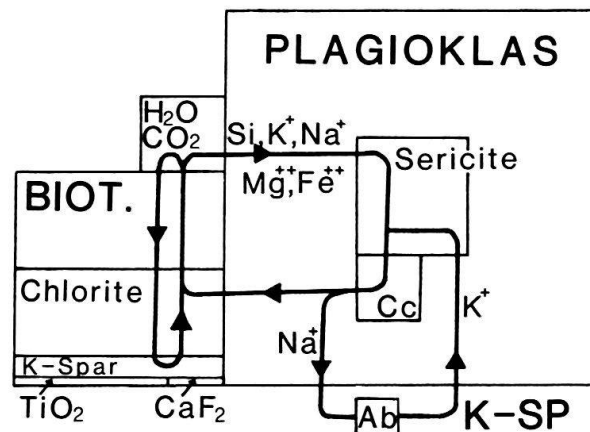 PLAGIOKLAS
H₂O
CO₂
Si,K⁺,Na⁺
Mg⁺⁺,Fe⁺⁺
Sericite
BIOT.
Chlorite
Cc
K⁺
Na⁺
K-Spar
TiO₂
CaF₂
Ab
K-SP